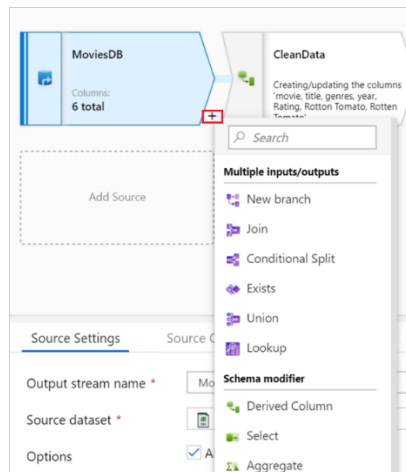 MoviesDB
Columns:
6 total
+
CleanData
Creating/updating the columns
'movie, title, genres, year,
Rating, Rotton Tomato, Rotten
Tomato'
Add Source
Search
Multiple inputs/outputs
New branch
Join
Conditional Split
Exists
Union
Lookup
Schema modifier
Derived Column
Select
Aggregate
Source Settings
Source
Output stream name *
Mo
Source dataset *
Options